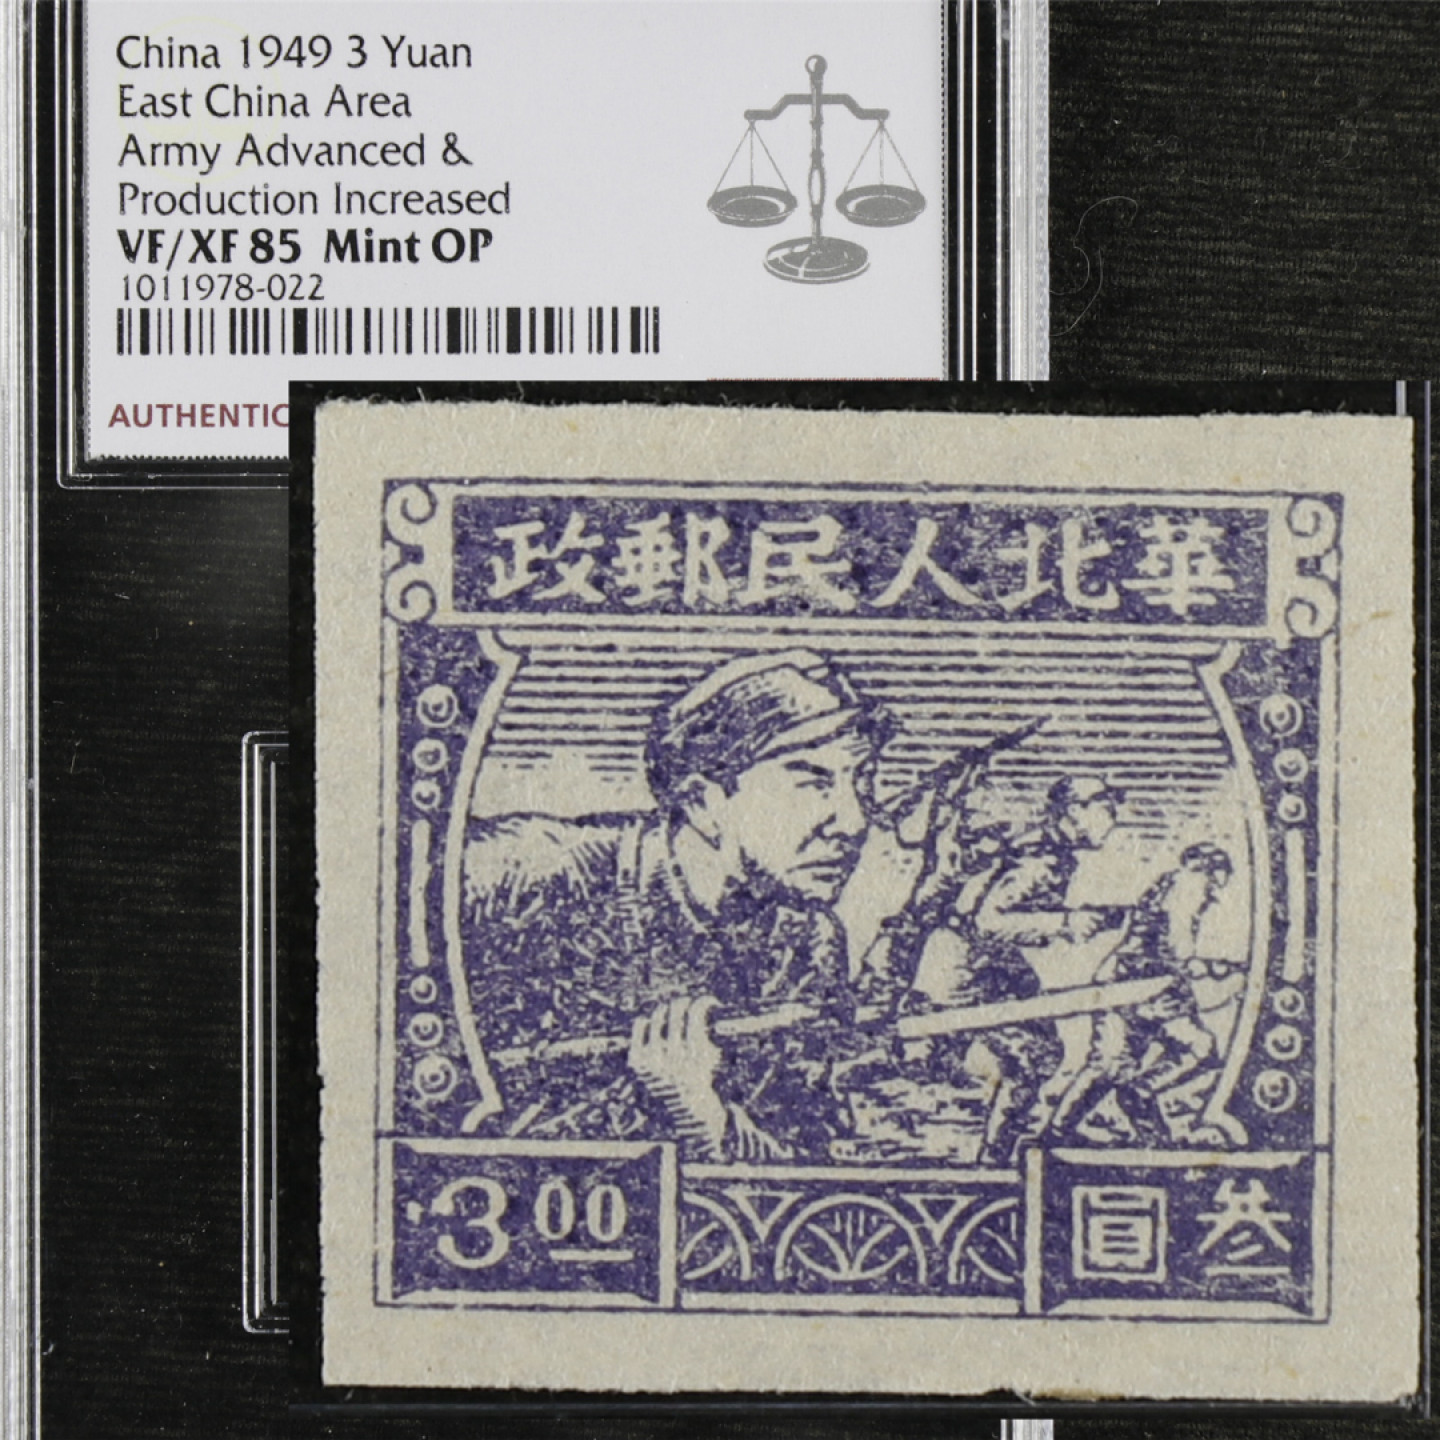 China 1949 3 Yuan
East China Area
Army Advanced &
Production Increased
VF/XF 85 Mint OP
1011978-022
AUTHENTIC
政郵民人北華
3 00
圓叁